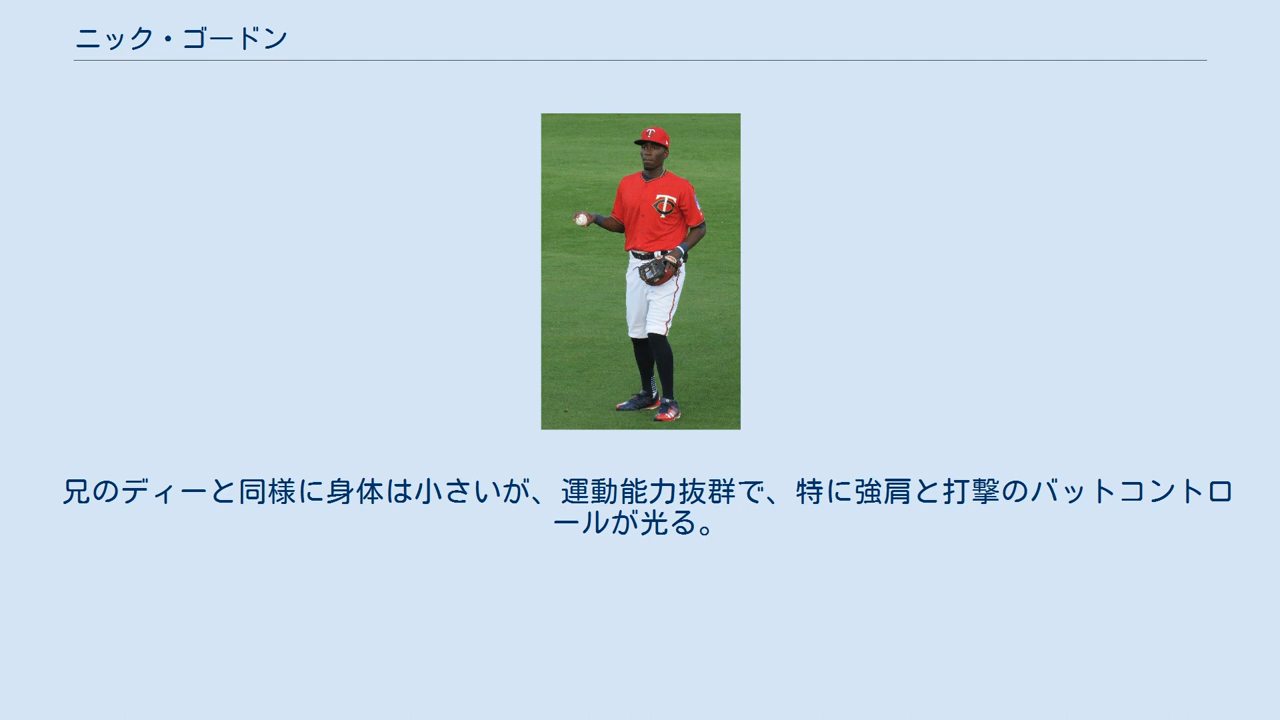 ニック・ゴードン
兄のディーと同様に身体は小さいが、運動能力抜群で、特に強肩と打撃のバットコントロ
ールが光る。